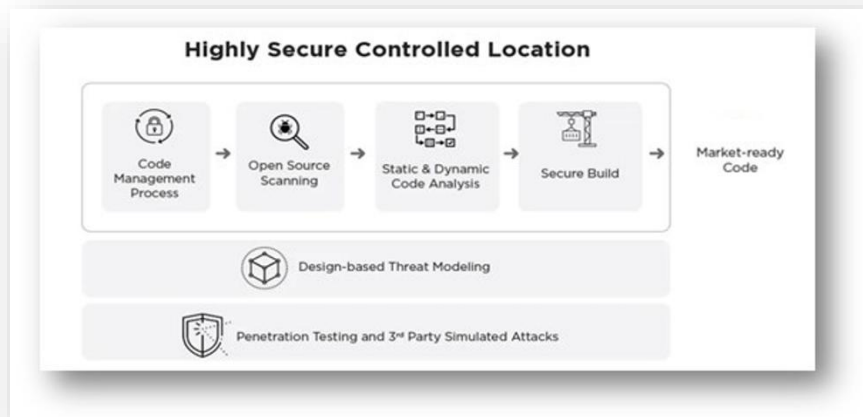 Highly Secure Controlled Location
Code
Management
Process
Open Source
Scanning
Static & Dynamic
Code Analysis
Secure Build
Market-ready
Code
Design-based Threat Modeling
Penetration Testing and 3rd Party Simulated Attacks